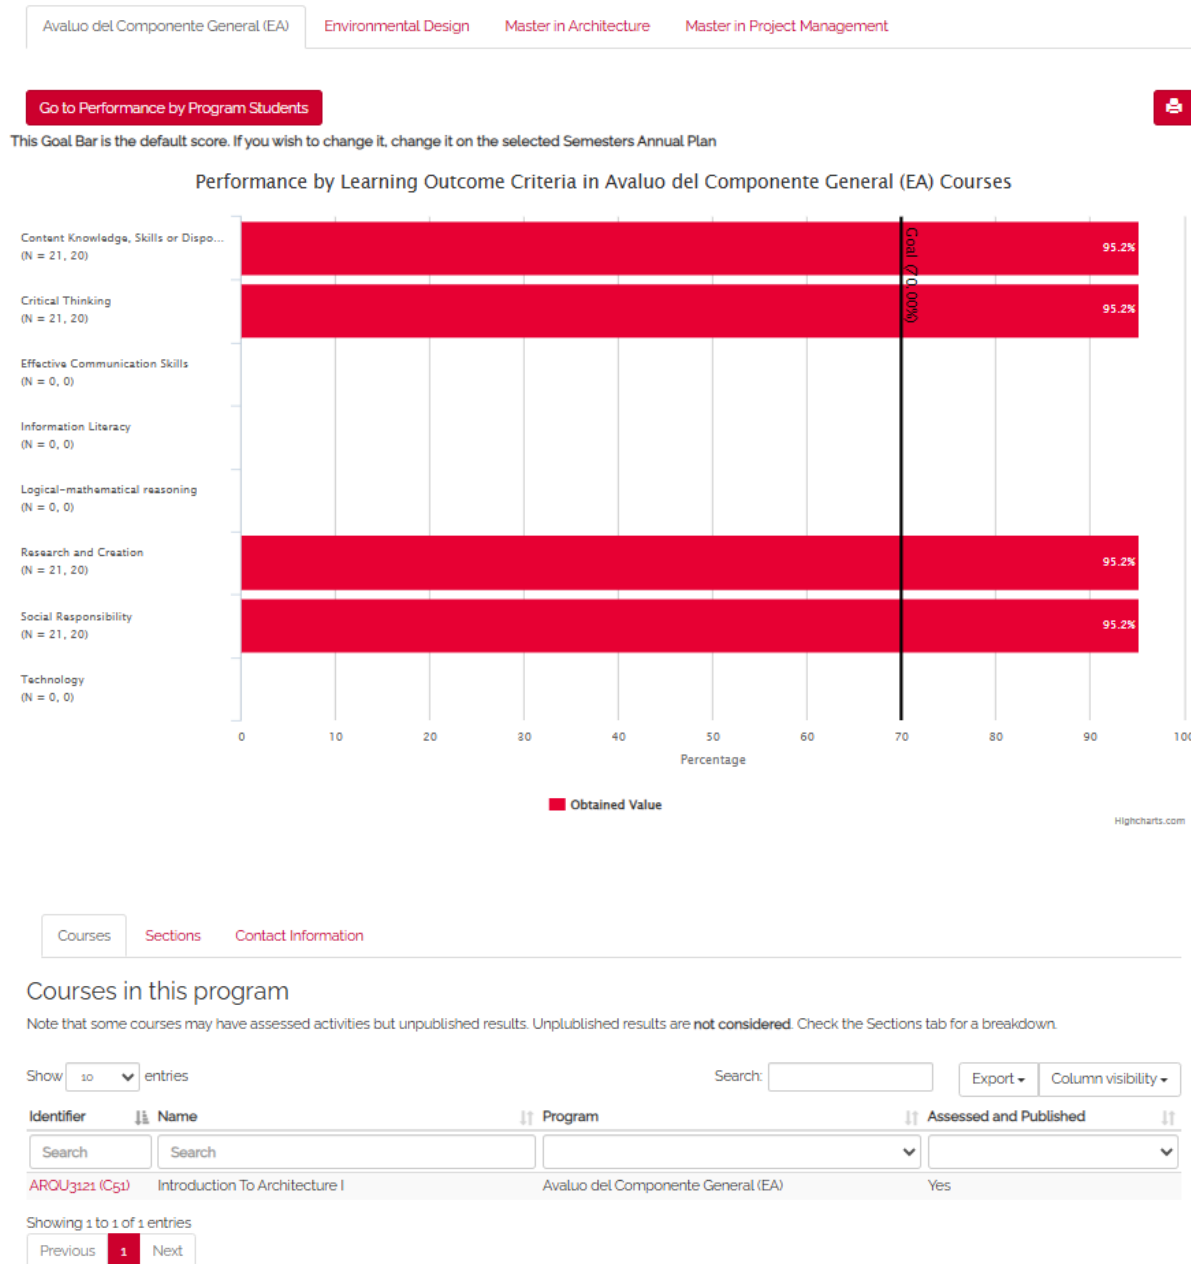 Avaluo del Componente General (EA) Environmental Design Master in Architecture Master in Project Management
Go to Performance by Program Students
This Goal Bar is the default score. If you wish to change it, change it on the selected Semesters Annual Plan
Performance by Learning Outcome Criteria in Avaluo del Componente General (EA) Courses
Content Knowledge, Skills or Dispo...
(N = 21, 20)
95.2%
Goal (70.00%)
Critical Thinking
(N = 21, 20)
95.2%
Effective Communication Skills
(N = 0, 0)
Information Literacy
(N = 0, 0)
Logical-mathematical reasoning
(N = 0, 0)
Research and Creation
(N = 21, 20)
95.2%
Social Responsibility
(N = 21, 20)
95.2%
Technology
(N = 0, 0)
0 10 20 30 40 50 60 70 80 90 100
Percentage
Obtained Value
Highcharts.com
Courses Sections Contact Information
Courses in this program
Note that some courses may have assessed activities but unpublished results. Unplublished results are not considered. Check the Sections tab for a breakdown.
Show 10 entries Search: Export Column visibility
Identifier Name Program Assessed and Published
Search Search
ARQU3121 (C51) Introduction To Architecture I Avaluo del Componente General (EA) Yes
Showing 1 to 1 of 1 entries
Previous 1 Next